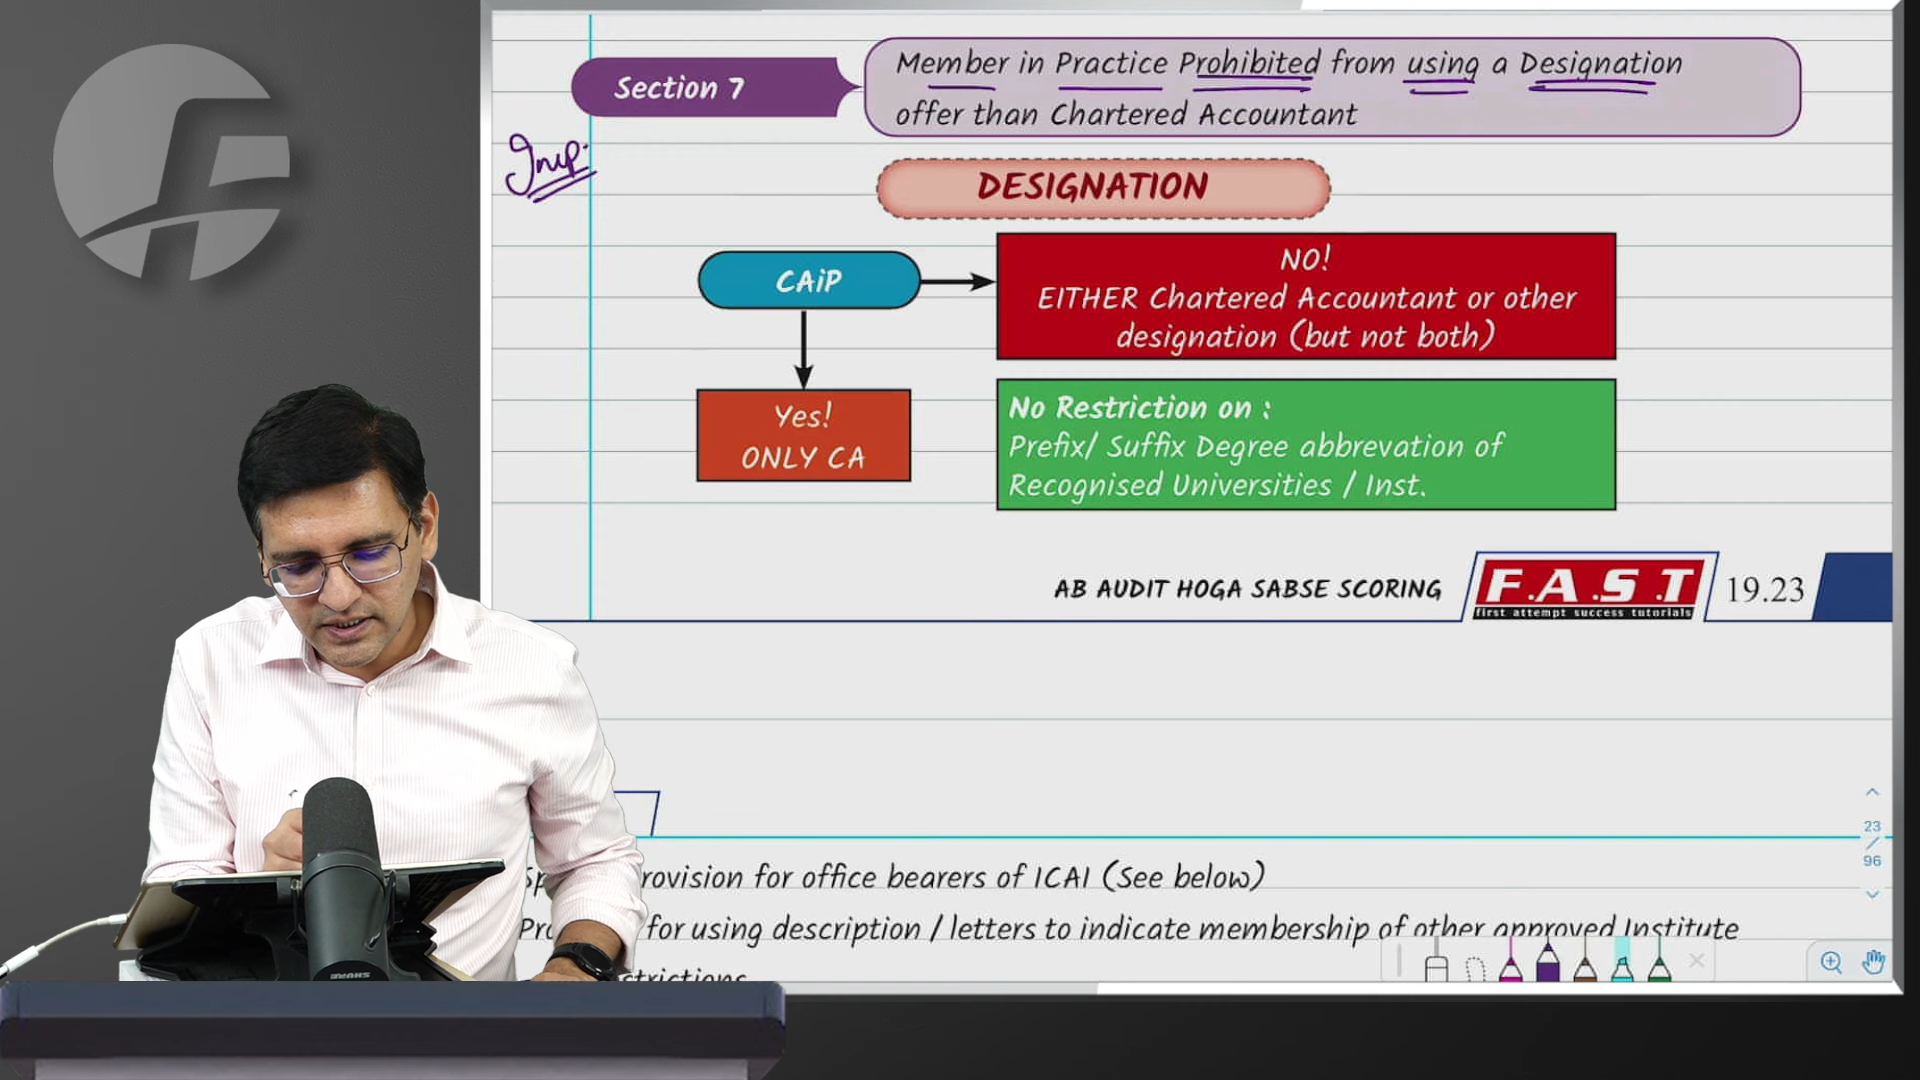 Section 7
Member in Practice Prohibited from using a Designation
offer than Chartered Accountant
Imp.
DESIGNATION
CAiP
NO!
EITHER Chartered Accountant or other
designation (but not both)
Yes!
ONLY CA
No Restriction on :
Prefix/ Suffix Degree abbrevation of
Recognised Universities / Inst.
AB AUDIT HOGA SABSE SCORING
F.A.S.T
first attempt success tutorials
19.23
23
/
96
rovision for office bearers of ICAI (See below)
for using description / letters to indicate membership of other approved Institute
SHURE